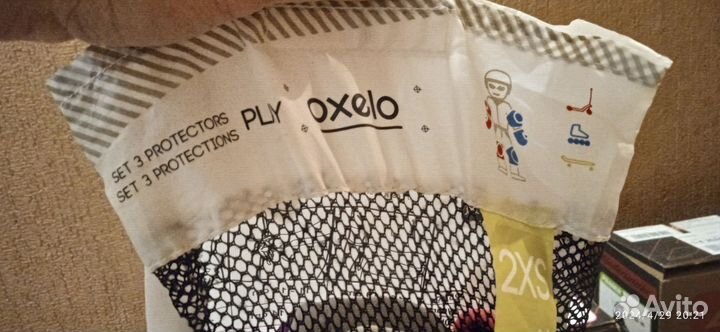 SET 3 PROTECTORS
SET 3 PROTECTIONS
PLAY
oxelo
2XS
Avito
2024-4/29 20:21